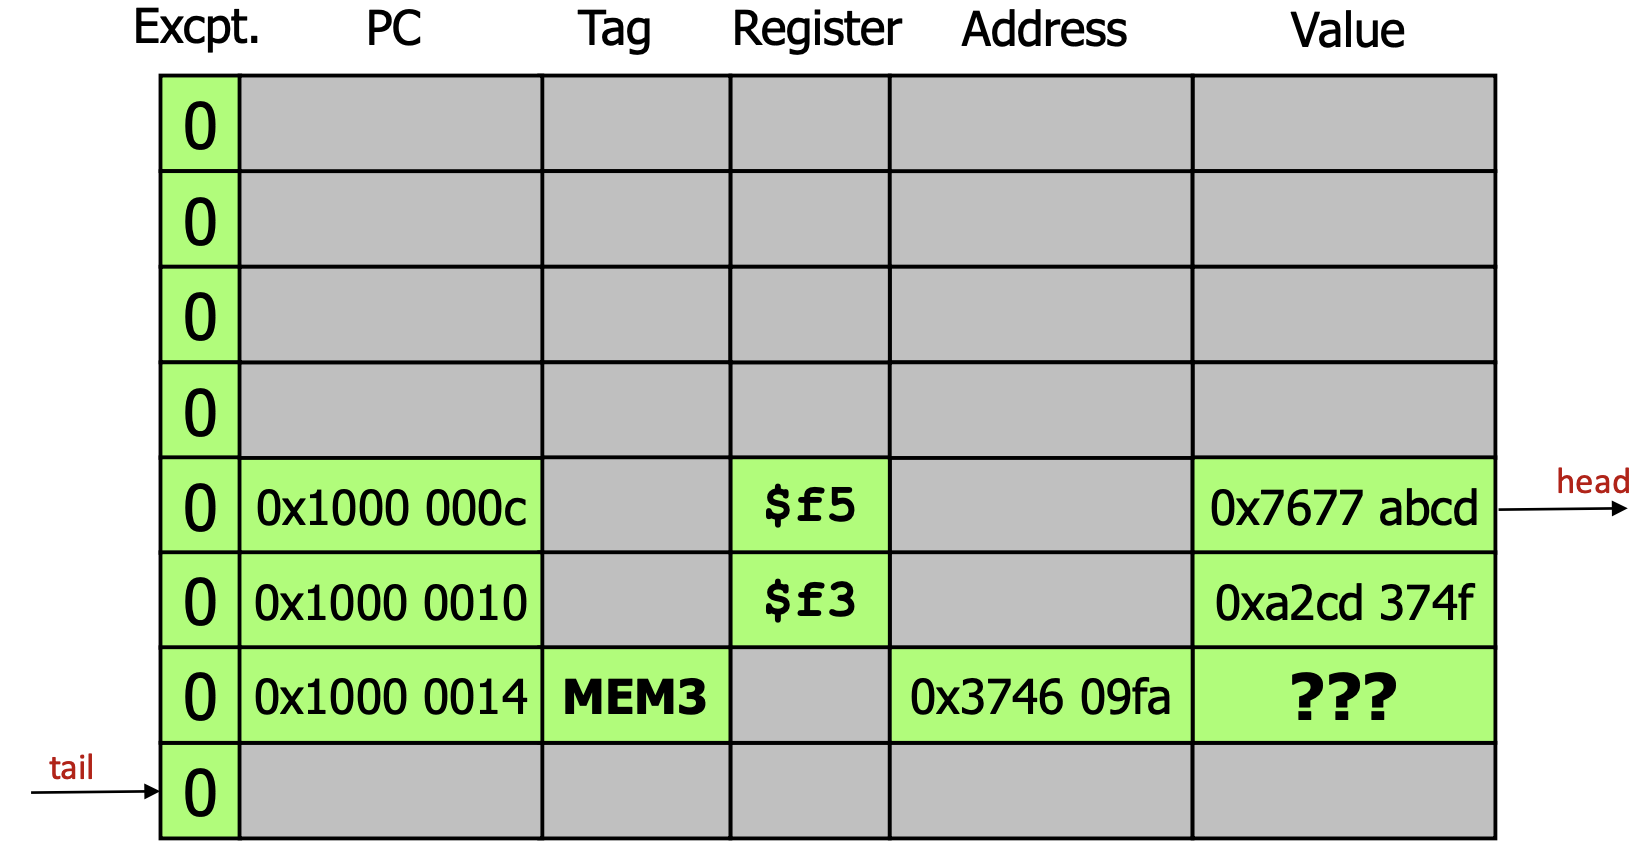 Excpt. PC Tag Register Address Value
0
0
0
0
0 0x1000 000c $f5 0x7677 abcd head
0 0x1000 0010 $f3 0xa2cd 374f
0 0x1000 0014 MEM3 0x3746 09fa ???
tail 0